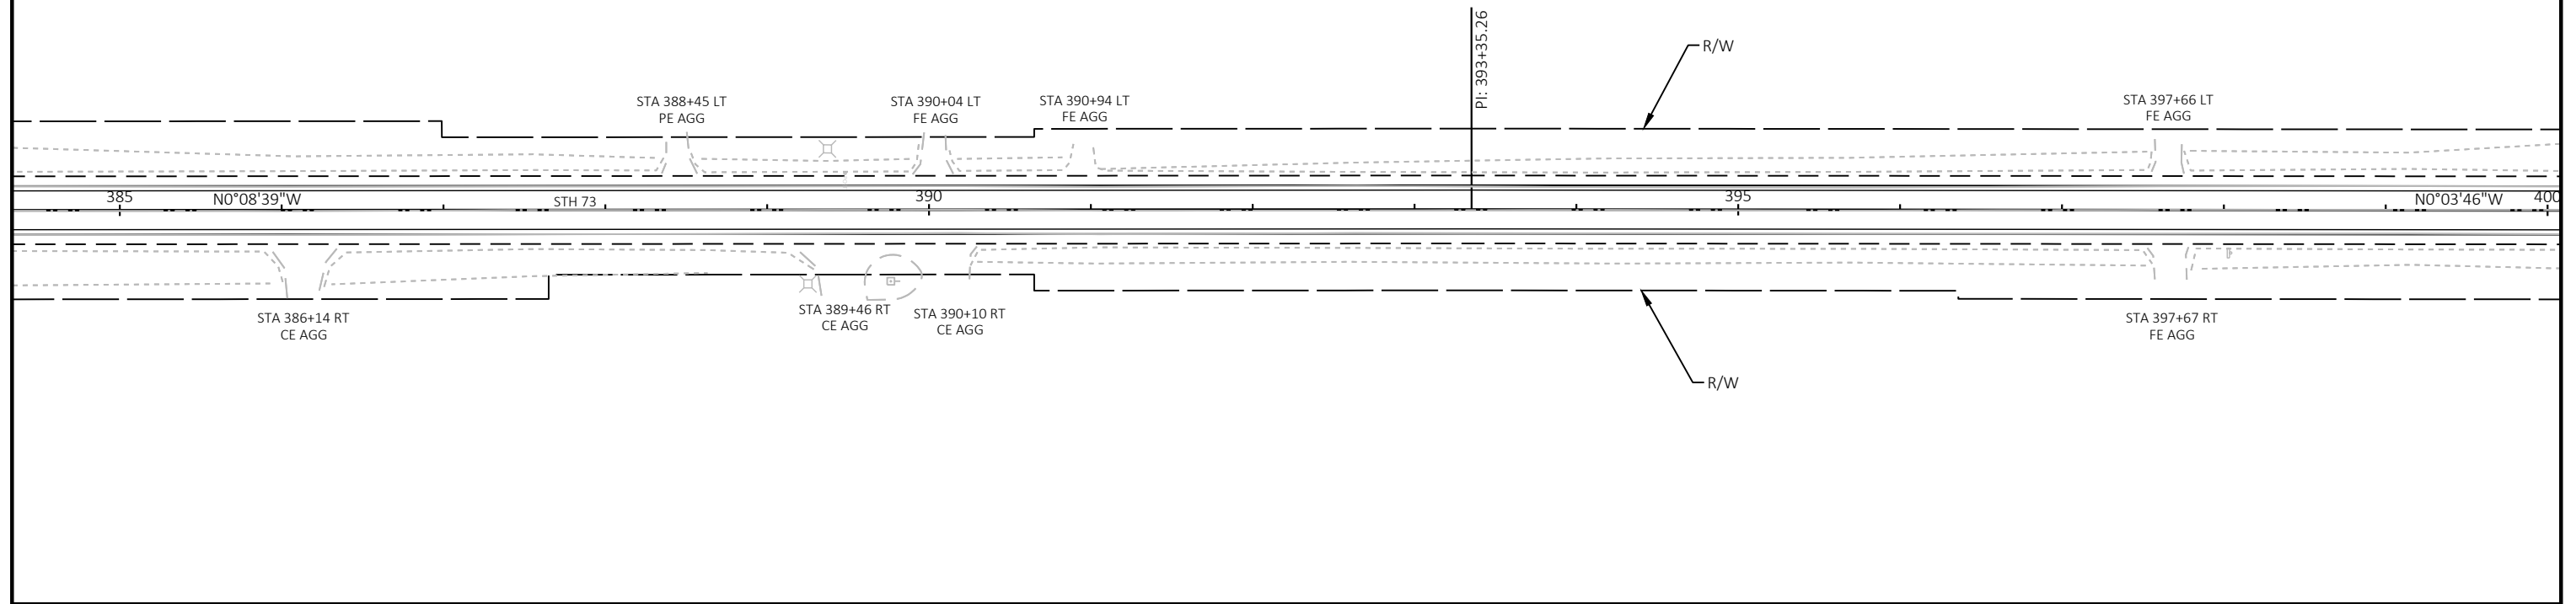 PI: 393+35.26
R/W
STA 388+45 LT
PE AGG
STA 390+04 LT
FE AGG
STA 390+94 LT
FE AGG
STA 397+66 LT
FE AGG
385
N0°08'39"W
STH 73
390
395
N0°03'46"W
400
STA 386+14 RT
CE AGG
STA 389+46 RT
CE AGG
STA 390+10 RT
CE AGG
STA 397+67 RT
FE AGG
R/W